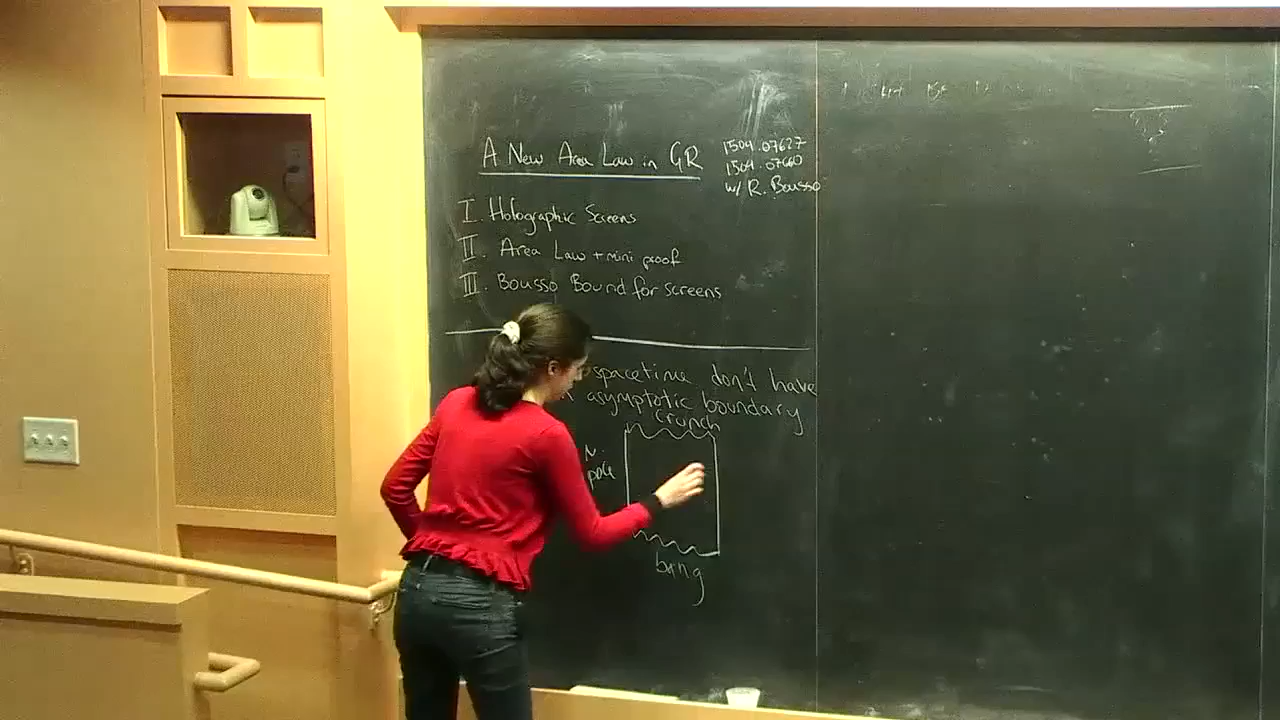 A New Area Law in GR
1504.07627
1504.07660
w/ R. Bousso
I. Holographic Screens
II. Area Law + mini proof
III. Bousso Bound for screens
spacetime don't have
asymptotic boundary
crunch
N.
pole
bang